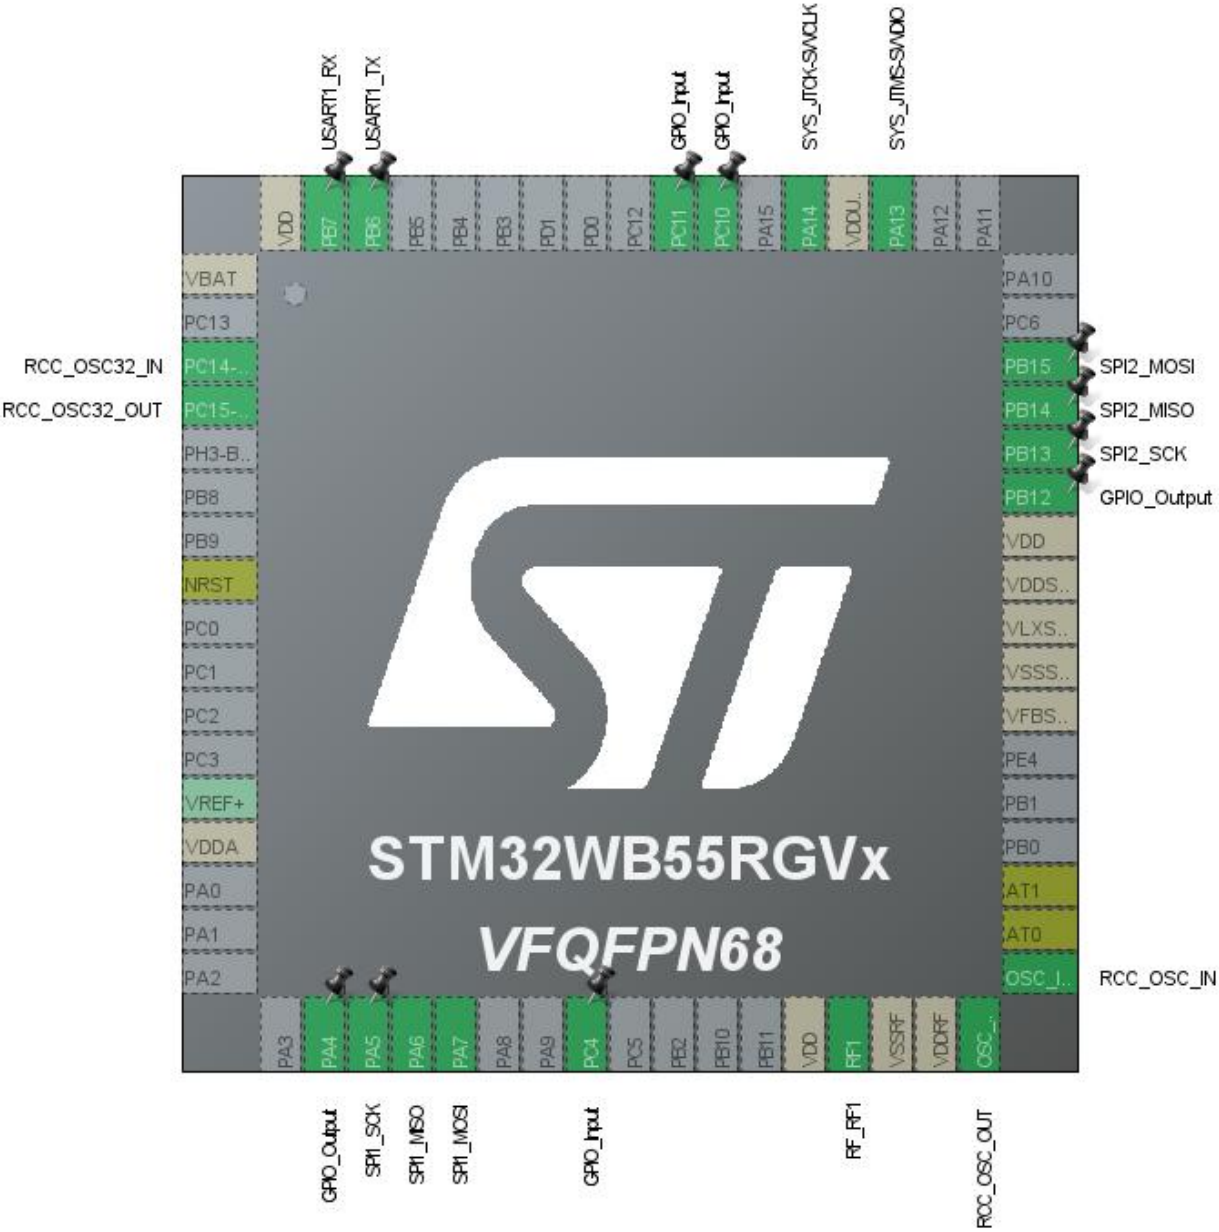 USART1_RX
USART1_TX
GPIO_Input
GPIO_Input
SYS_JTCK-SWCLK
SYS_JTMS-SWDIO
VDD
PB7
PB6
PB5
PB4
PB3
PD1
PD0
PC12
PC11
PC10
PA15
PA14
VDDU..
PA13
PA12
PA11
VBAT
PC13
RCC_OSC32_IN
PC14-..
RCC_OSC32_OUT
PC15-..
PH3-B..
PB8
PB9
NRST
PC0
PC1
PC2
PC3
VREF+
VDDA
PA0
PA1
PA2
PA10
PC6
PB15
SPI2_MOSI
PB14
SPI2_MISO
PB13
SPI2_SCK
PB12
GPIO_Output
VDD
VDDS..
VLXS..
VSSS..
VFBS..
PE4
PB1
PB0
AT1
AT0
OSC_I..
RCC_OSC_IN
ST
STM32WB55RGVx
VFQFPN68
PA3
PA4
PA5
PA6
PA7
PA8
PA9
PC4
PC5
PB2
PB10
PB11
VDD
RF1
VSSRF
VDDRF
OSC_..
GPIO_Output
SPI1_SCK
SPI1_MISO
SPI1_MOSI
GPIO_Input
RF_RF1
RCC_OSC_OUT